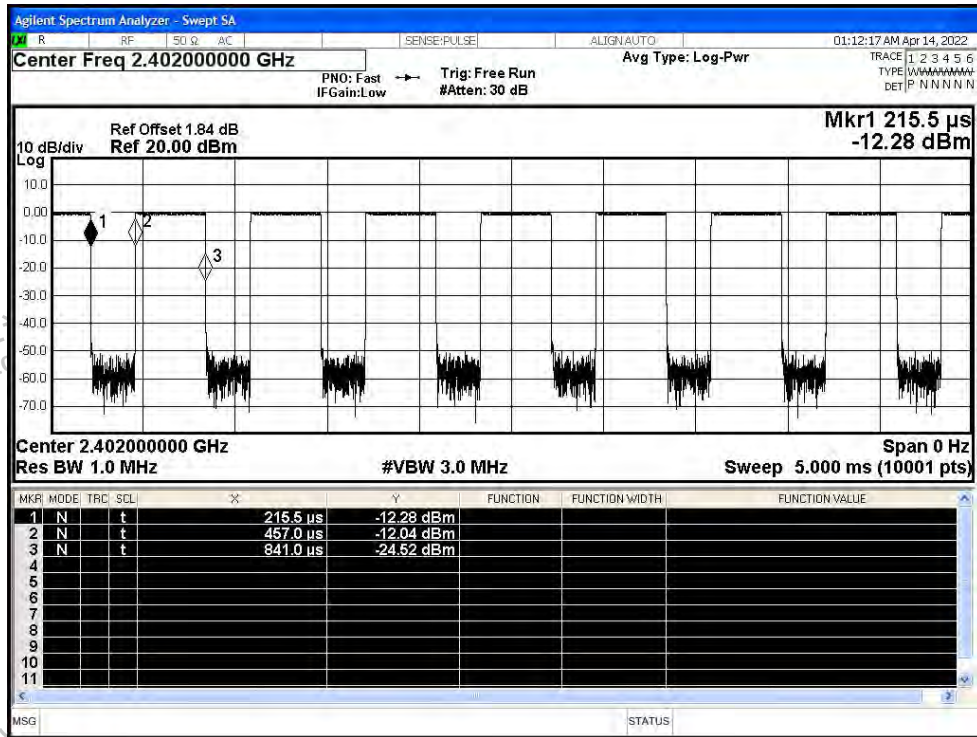 Agilent Spectrum Analyzer - Swept SA
LXI R RF 50 Ω AC SENSE:PULSE ALIGN AUTO 01:12:17 AM Apr 14, 2022
Center Freq 2.402000000 GHz
PNO: Fast Trig: Free Run Avg Type: Log-Pwr TRACE 1 2 3 4 5 6
IFGain:Low #Atten: 30 dB TYPE
DET P N N N N N
Ref Offset 1.84 dB Mkr1 215.5 µs
10 dB/div Ref 20.00 dBm -12.28 dBm
Log
10.0
0.00
1 2
-10.0
3
-20.0
-30.0
-40.0
-50.0
-60.0
-70.0
Center 2.402000000 GHz Span 0 Hz
Res BW 1.0 MHz #VBW 3.0 MHz Sweep 5.000 ms (10001 pts)
MKR MODE TRC SCL X Y FUNCTION FUNCTION WIDTH FUNCTION VALUE
1 N t 215.5 µs -12.28 dBm
2 N t 457.0 µs -12.04 dBm
3 N t 841.0 µs -24.52 dBm
4
5
6
7
8
9
10
11
MSG STATUS